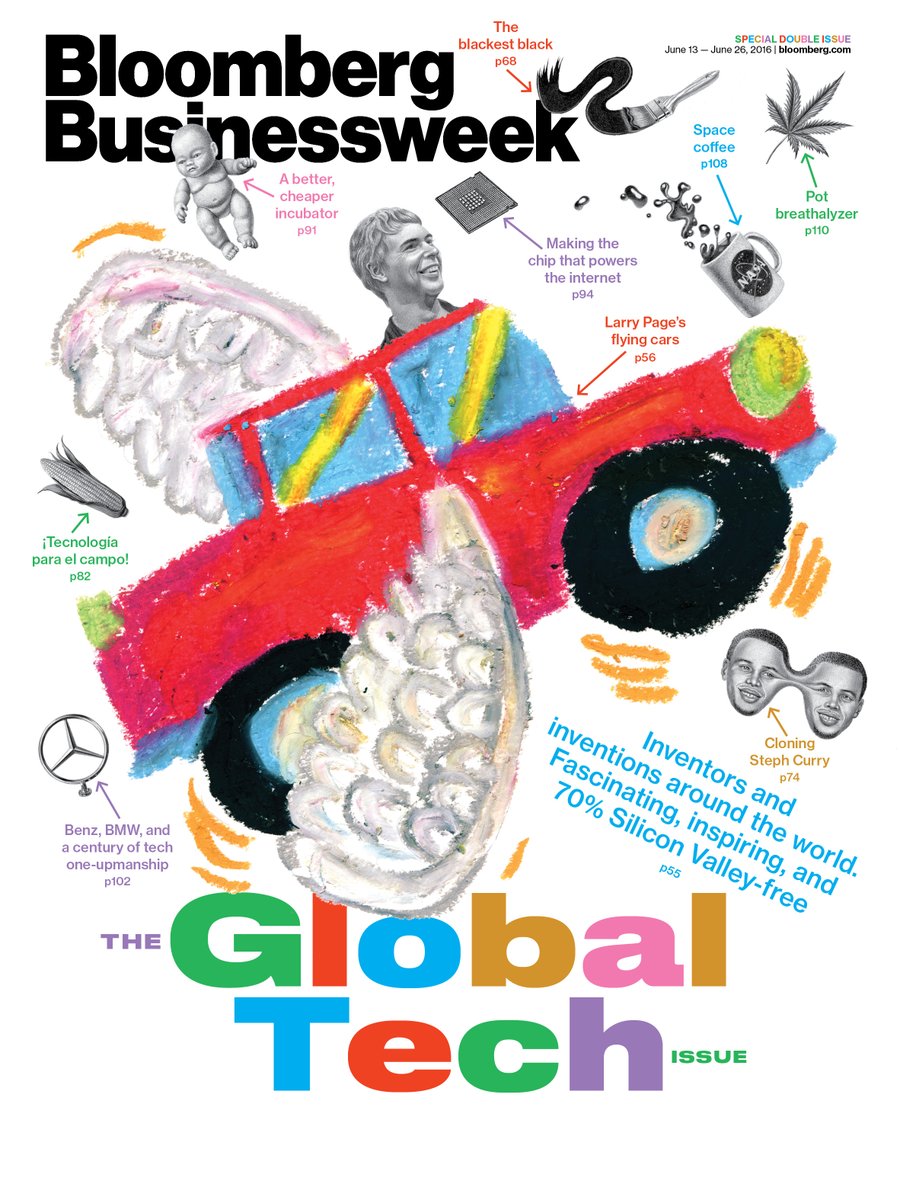 SPECIAL DOUBLE ISSUE
June 13 — June 26, 2016 | bloomberg.com
Bloomberg
Businessweek
The
blackest black
p68
Space
coffee
p108
Pot
breathalyzer
p110
A better,
cheaper
incubator
p91
Making the
chip that powers
the internet
p94
NASA
Larry Page's
flying cars
p56
¡Tecnología
para el campo!
p82
Cloning
Steph Curry
p74
Benz, BMW, and
a century of tech
one-upmanship
p102
Inventors and
inventions around the world.
Fascinating, inspiring, and
70% Silicon Valley-free
p55
THE Global
Tech ISSUE